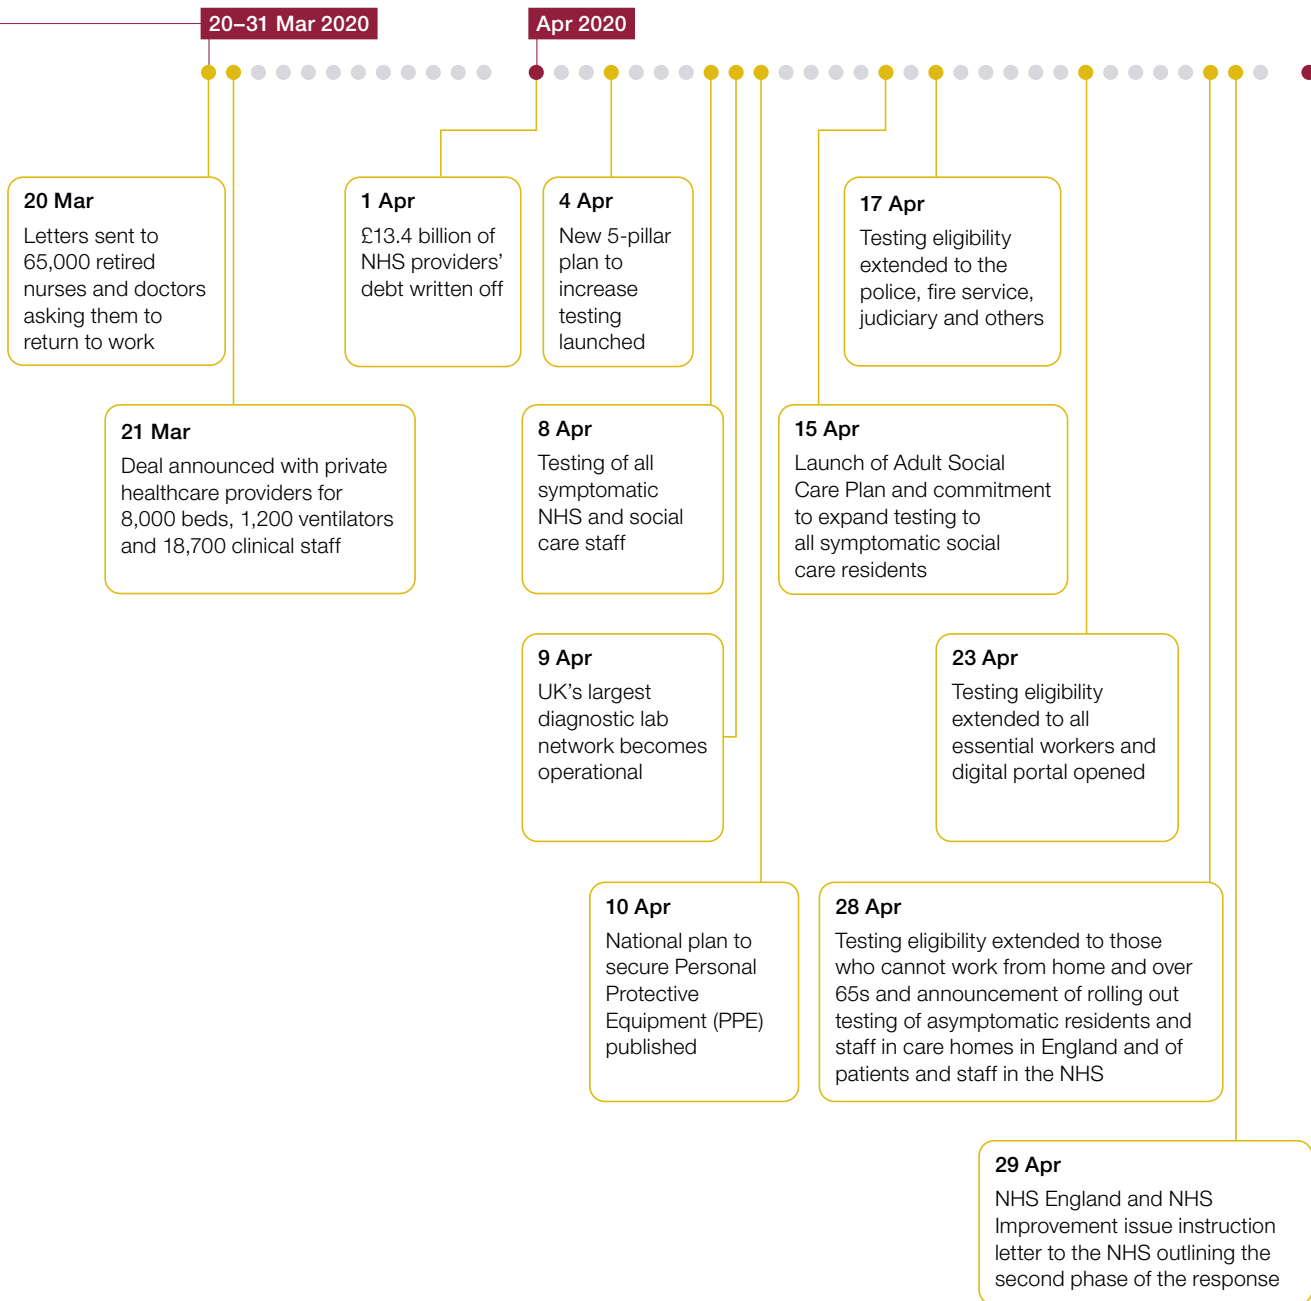 20–31 Mar 2020
Apr 2020
20 Mar
Letters sent to
65,000 retired
nurses and doctors
asking them to
return to work
1 Apr
£13.4 billion of
NHS providers’
debt written off
4 Apr
New 5-pillar
plan to
increase
testing
launched
17 Apr
Testing eligibility
extended to the
police, fire service,
judiciary and others
21 Mar
Deal announced with private
healthcare providers for
8,000 beds, 1,200 ventilators
and 18,700 clinical staff
8 Apr
Testing of all
symptomatic
NHS and social
care staff
15 Apr
Launch of Adult Social
Care Plan and commitment
to expand testing to
all symptomatic social
care residents
9 Apr
UK’s largest
diagnostic lab
network becomes
operational
23 Apr
Testing eligibility
extended to all
essential workers and
digital portal opened
10 Apr
National plan to
secure Personal
Protective
Equipment (PPE)
published
28 Apr
Testing eligibility extended to those
who cannot work from home and over
65s and announcement of rolling out
testing of asymptomatic residents and
staff in care homes in England and of
patients and staff in the NHS
29 Apr
NHS England and NHS
Improvement issue instruction
letter to the NHS outlining the
second phase of the response